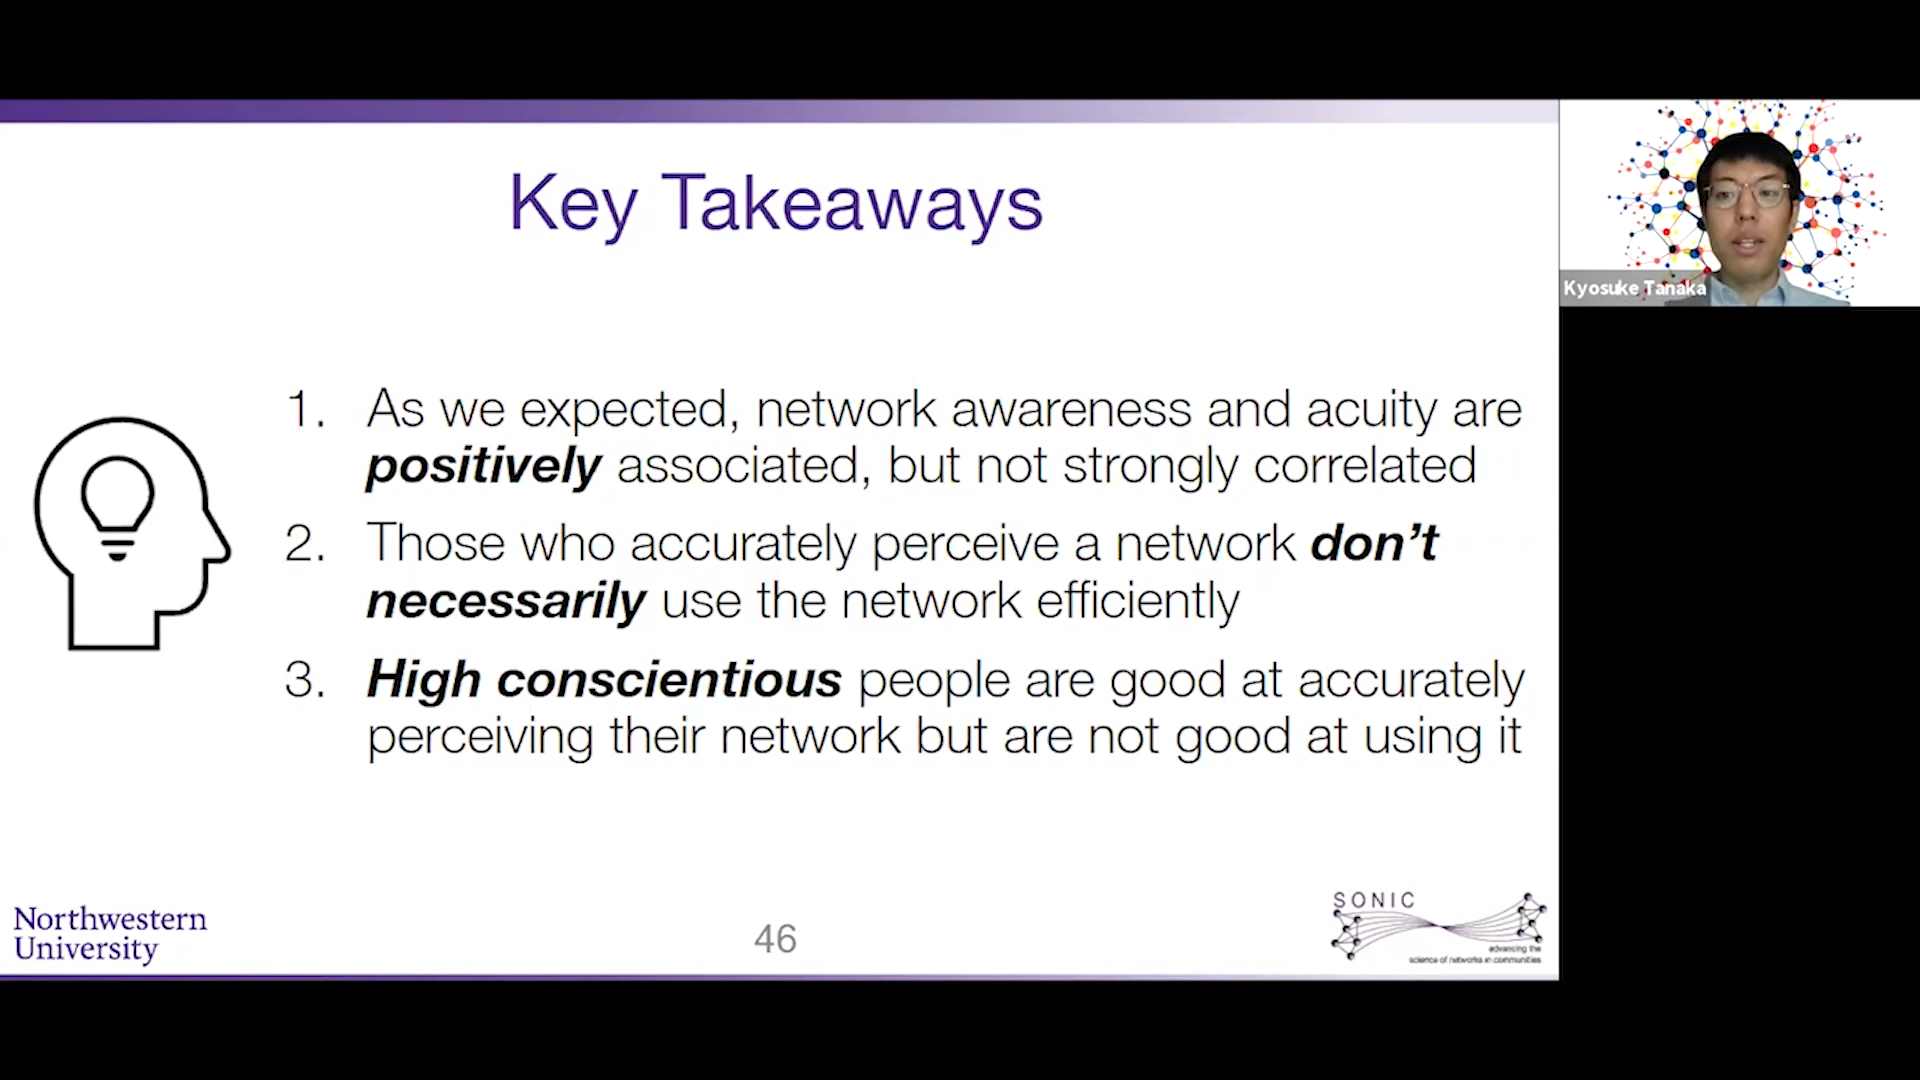 Key Takeaways
1. As we expected, network awareness and acuity are
positively associated, but not strongly correlated
2. Those who accurately perceive a network don’t
necessarily use the network efficiently
3. High conscientious people are good at accurately
perceiving their network but are not good at using it
Northwestern
University
46
SONIC
advancing the
science of networks in communities
Kyosuke Tanaka